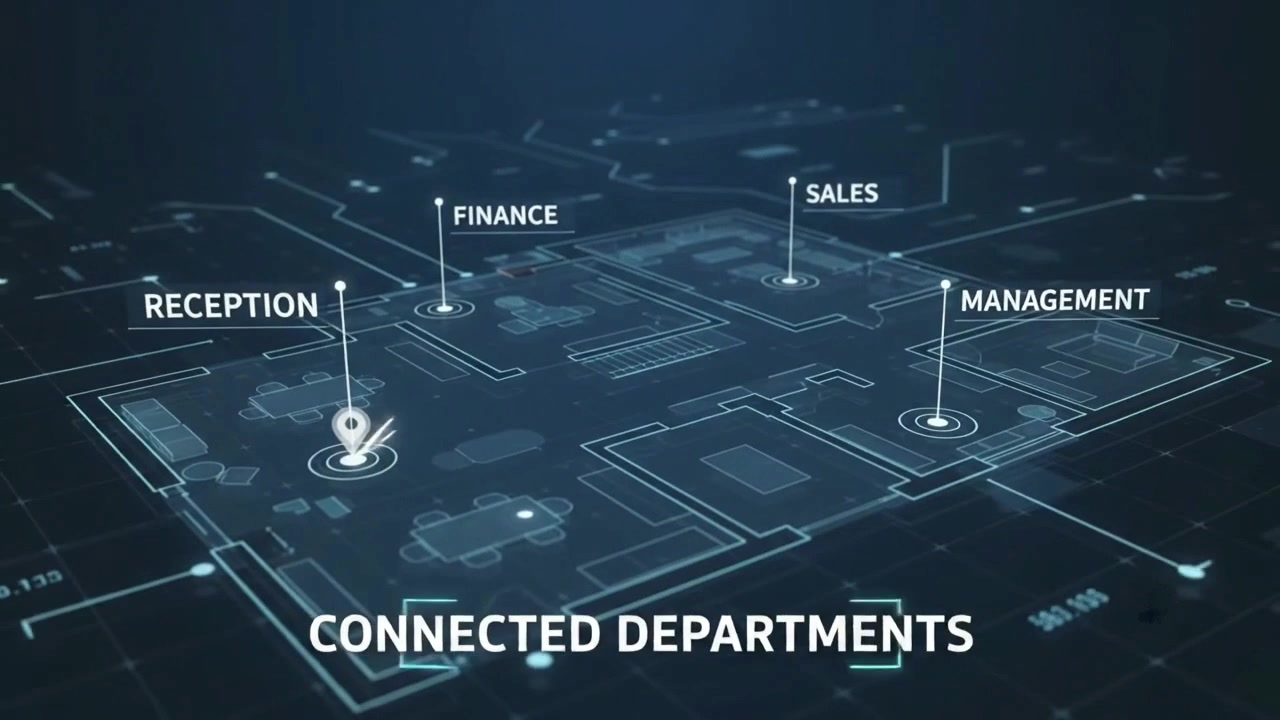 SALES
FINANCE
RECEPTION
MANAGEMENT
CONNECTED DEPARTMENTS